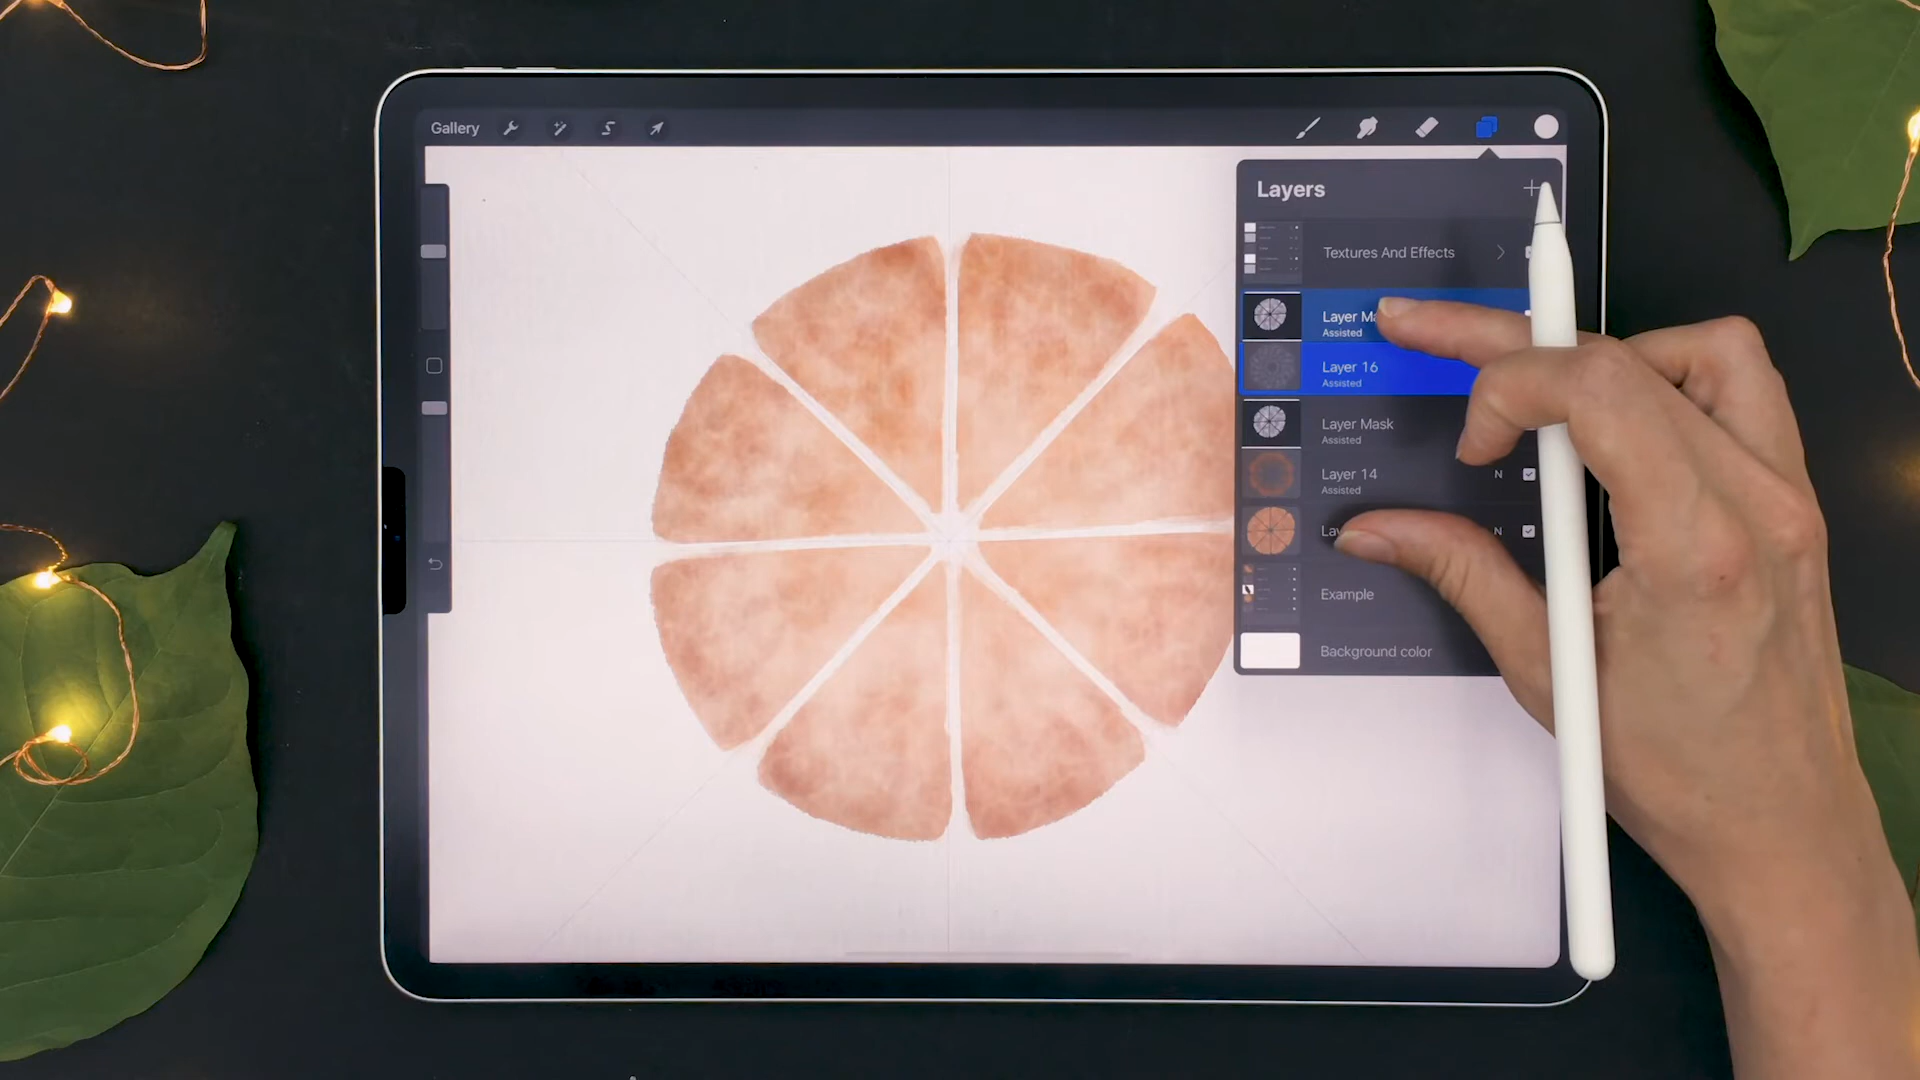 Gallery
Layers
Textures And Effects
Layer
Assisted
Layer 16
Assisted
Layer Mask
Assisted
Layer 14
N
Assisted
N
Example
Background color